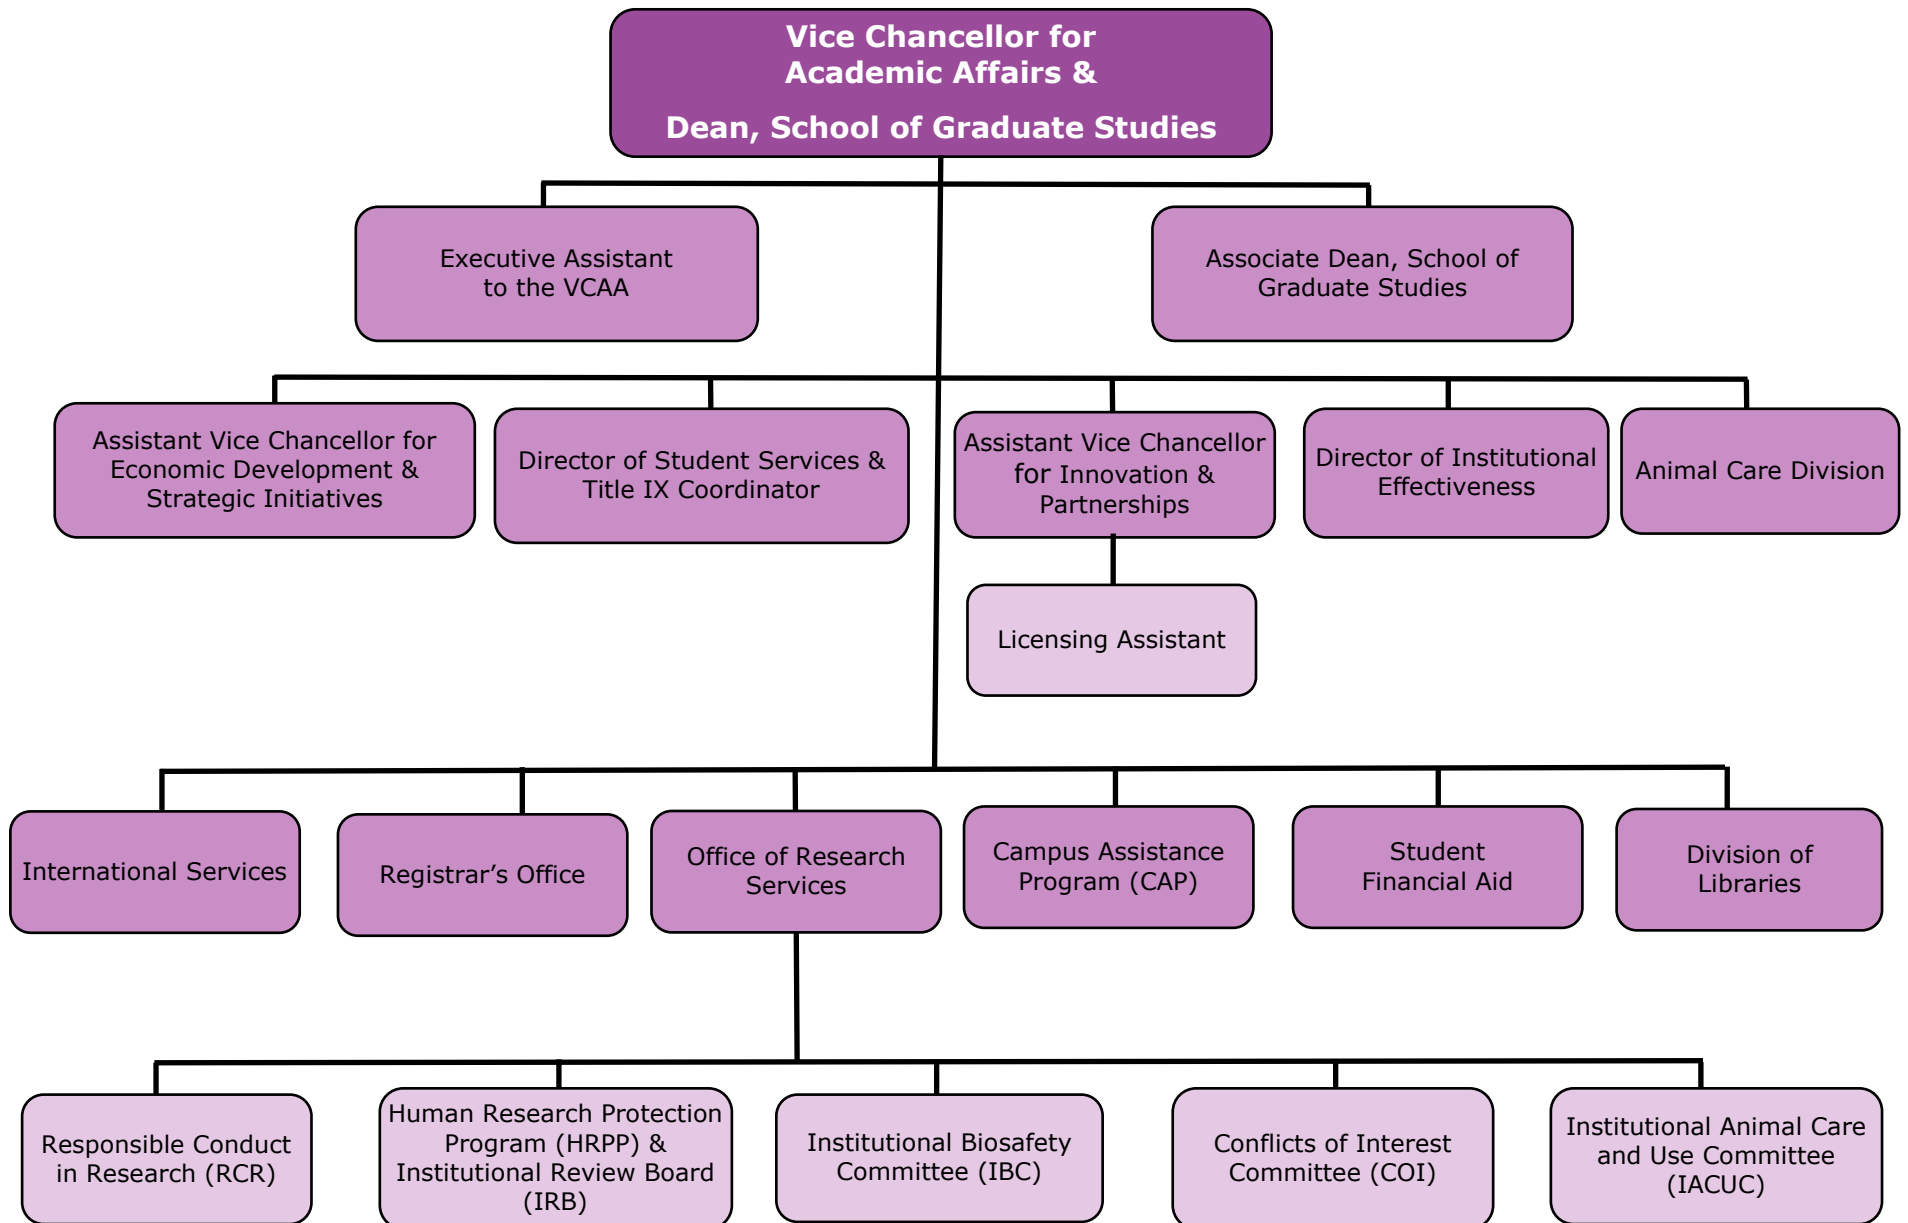 Vice Chancellor for
Academic Affairs &
Dean, School of Graduate Studies
Executive Assistant
to the VCAA
Associate Dean, School of
Graduate Studies
Assistant Vice Chancellor for
Economic Development &
Strategic Initiatives
Director of Student Services &
Title IX Coordinator
Assistant Vice Chancellor
for Innovation &
Partnerships
Director of Institutional
Effectiveness
Animal Care Division
Licensing Assistant
International Services
Registrar’s Office
Office of Research
Services
Campus Assistance
Program (CAP)
Student
Financial Aid
Division of
Libraries
Responsible Conduct
in Research (RCR)
Human Research Protection
Program (HRPP) &
Institutional Review Board
(IRB)
Institutional Biosafety
Committee (IBC)
Conflicts of Interest
Committee (COI)
Institutional Animal Care
and Use Committee
(IACUC)